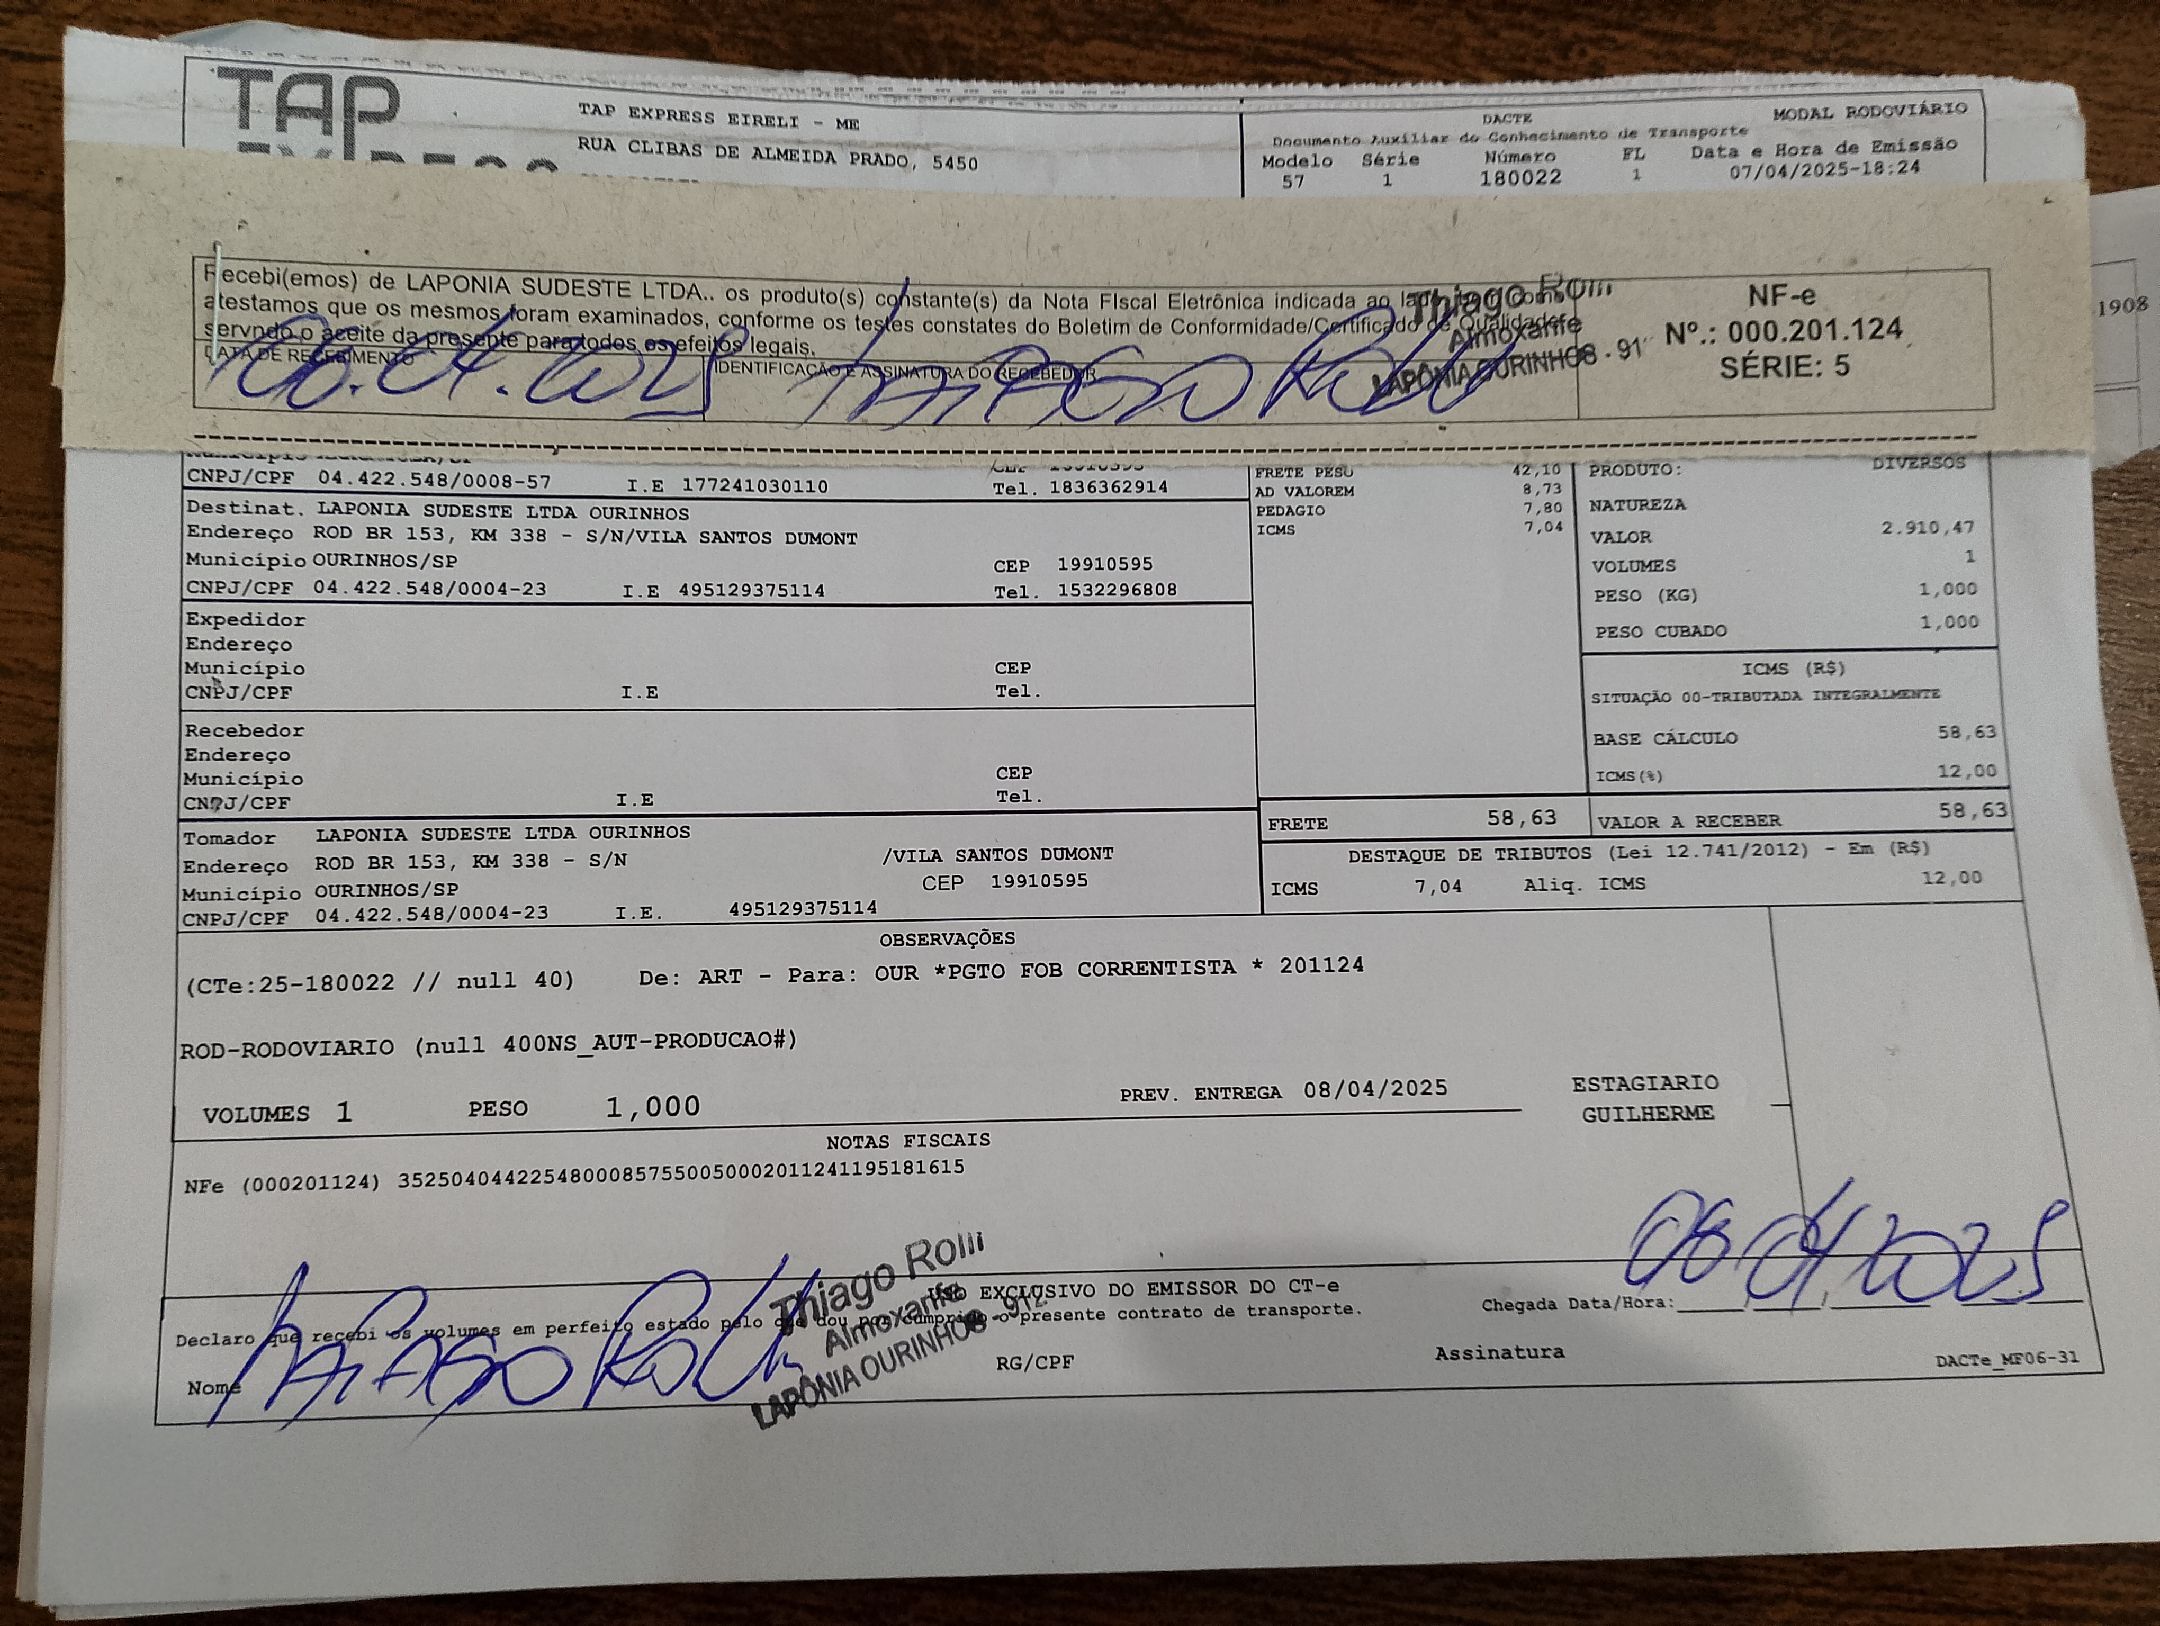 TAP
TAP EXPRESS EIRELI - ME
RUA CLIBAS DE ALMEIDA PRADO, 5450
DACTE
MODAL RODOVIÁRIO
Documento Auxiliar do Conhecimento de Transporte
Modelo Série Número FL Data e Hora de Emissão
57 1 180022 1 07/04/2025-18:24
Recebi(emos) de LAPONIA SUDESTE LTDA.. os produto(s) constante(s) da Nota FIscal Eletrônica indicada ao lado, bem como
atestamos que os mesmos foram examinados, conforme os testes constates do Boletim de Conformidade/Certificado de Qualidade,
servndo o aceite da presente para todos os efeitos legais.
DATA DE RECEBIMENTO
IDENTIFICAÇÃO E ASSINATURA DO RECEBEDOR
08.04.2025 THIAGO ROLLI
Thiago Rolli
Almoxarife
LAPÔNIA OURINHOS - 91
NF-e
Nº.: 000.201.124
SÉRIE: 5
1908
CNPJ/CPF 04.422.548/0008-57 I.E 177241030110 Tel. 1836362914
Destinat. LAPONIA SUDESTE LTDA OURINHOS
Endereço ROD BR 153, KM 338 - S/N/VILA SANTOS DUMONT
Município OURINHOS/SP CEP 19910595
CNPJ/CPF 04.422.548/0004-23 I.E 495129375114 Tel. 1532296808
Expedidor
Endereço
Município CEP
CNPJ/CPF I.E Tel.
Recebedor
Endereço
Município CEP
CNPJ/CPF I.E Tel.
Tomador LAPONIA SUDESTE LTDA OURINHOS
Endereço ROD BR 153, KM 338 - S/N /VILA SANTOS DUMONT
Município OURINHOS/SP CEP 19910595
CNPJ/CPF 04.422.548/0004-23 I.E. 495129375114
FRETE PESO 42,10
AD VALOREM 8,73
PEDAGIO 7,80
ICMS 7,04
PRODUTO: DIVERSOS
NATUREZA
VALOR 2.910,47
VOLUMES 1
PESO (KG) 1,000
PESO CUBADO 1,000
ICMS (R$)
SITUAÇÃO 00-TRIBUTADA INTEGRALMENTE
BASE CÁLCULO 58,63
ICMS(%) 12,00
FRETE 58,63 VALOR A RECEBER 58,63
DESTAQUE DE TRIBUTOS (Lei 12.741/2012) - Em (R$)
ICMS 7,04 Aliq. ICMS 12,00
OBSERVAÇÕES
(CTe:25-180022 // null 40) De: ART - Para: OUR *PGTO FOB CORRENTISTA * 201124
ROD-RODOVIARIO (null 400NS_AUT-PRODUCAO#)
VOLUMES 1 PESO 1,000 PREV. ENTREGA 08/04/2025
ESTAGIARIO
GUILHERME
NOTAS FISCAIS
NFe (000201124) 35250404422548000857550050002011241195181615
08 04 2025
USO EXCLUSIVO DO EMISSOR DO CT-e
Declaro que recebi os volumes em perfeito estado pelo que dou por cumprido o presente contrato de transporte.
Chegada Data/Hora:
Nome THIAGO ROLLI
RG/CPF
Assinatura
DACTe_MF06-31
Thiago Rolli
Almoxarife
LAPÔNIA OURINHOS - 912